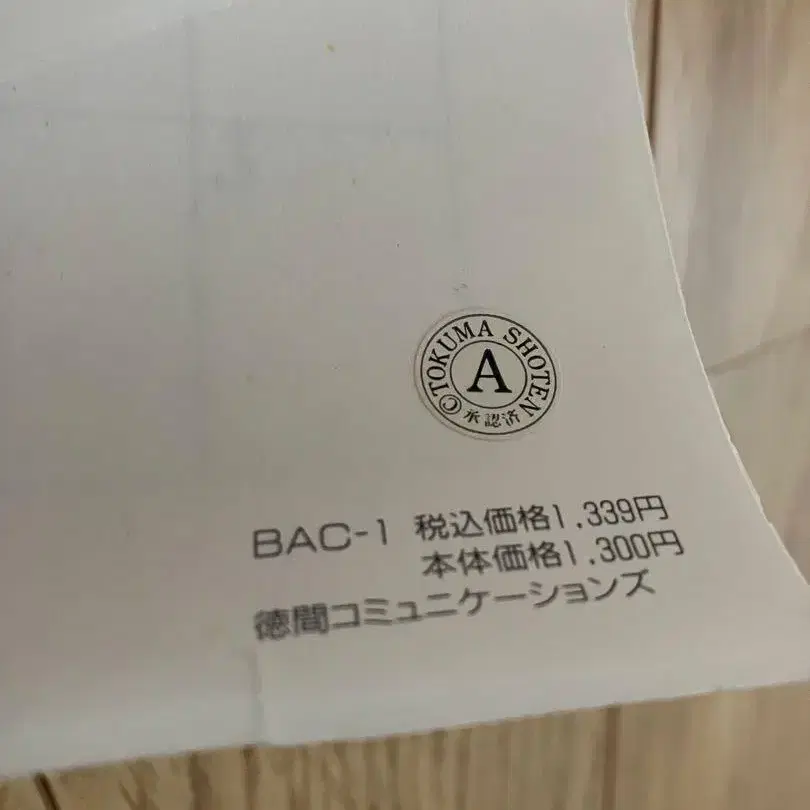 ©TOKUMA SHOTEN
A
承認済
BAC-1 税込価格1,339円
本体価格1,300円
徳間コミュニケーションズ